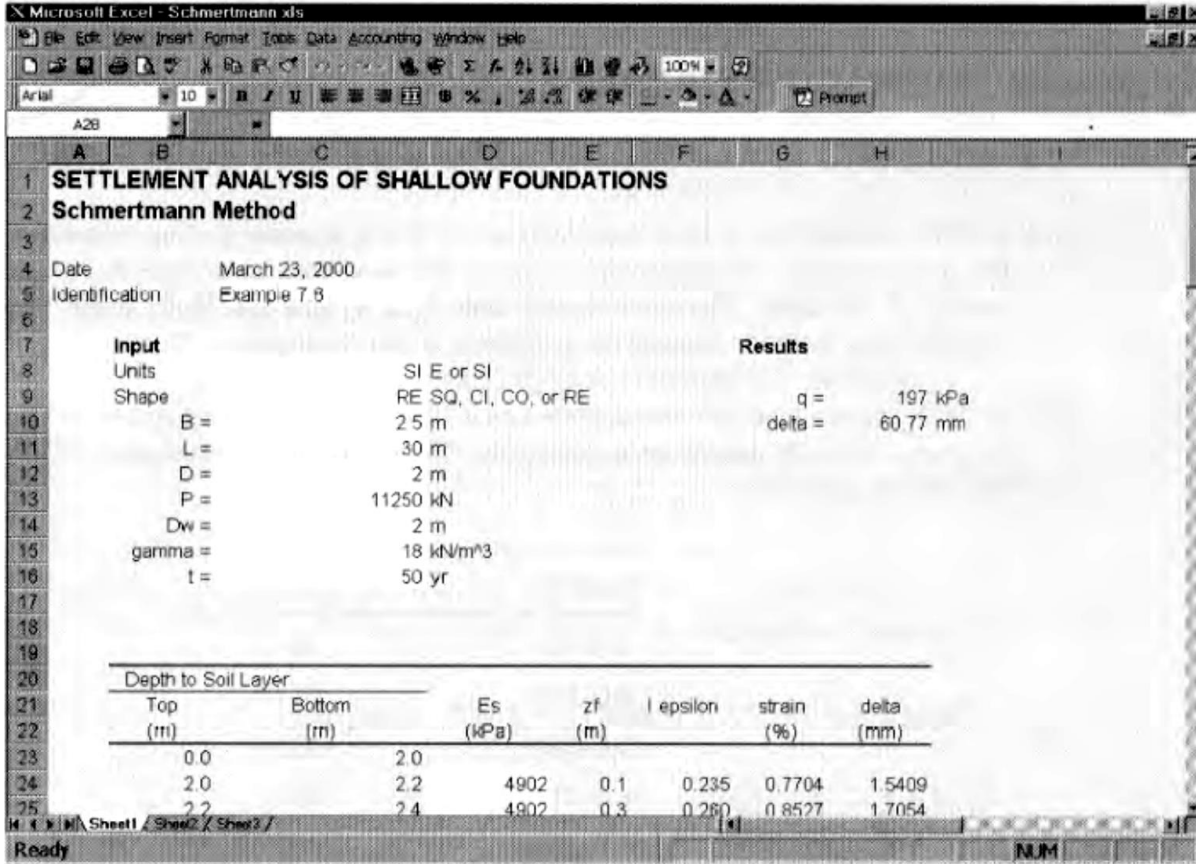 Microsoft Excel - Schmertmann xls
File Edit View Insert Format Tools Data Accounting Window Help
100%
Arial 10 B I U $ % , Prompt
A28 =
A B C D E F G H I
1 SETTLEMENT ANALYSIS OF SHALLOW FOUNDATIONS
2 Schmertmann Method
3
4 Date March 23, 2000
5 Identification Example 7.6
6
7 Input Results
8 Units SI E or SI
9 Shape RE SQ, CI, CO, or RE q = 197 kPa
10 B = 2 5 m delta = 60.77 mm
11 L = 30 m
12 D = 2 m
13 P = 11250 kN
14 Dw = 2 m
15 gamma = 18 kN/m^3
16 t = 50 yr
17
18
19
20 Depth to Soil Layer
21 Top Bottom Es zf I epsilon strain delta
22 (m) (m) (kPa) (m) (%) (mm)
23 0.0 2.0
24 2.0 2.2 4902 0.1 0.235 0.7704 1.5409
25 2.2 2.4 4902 0.3 0.260 0.8527 1.7054
Sheet1 Sheet2 Sheet3
Ready NUM